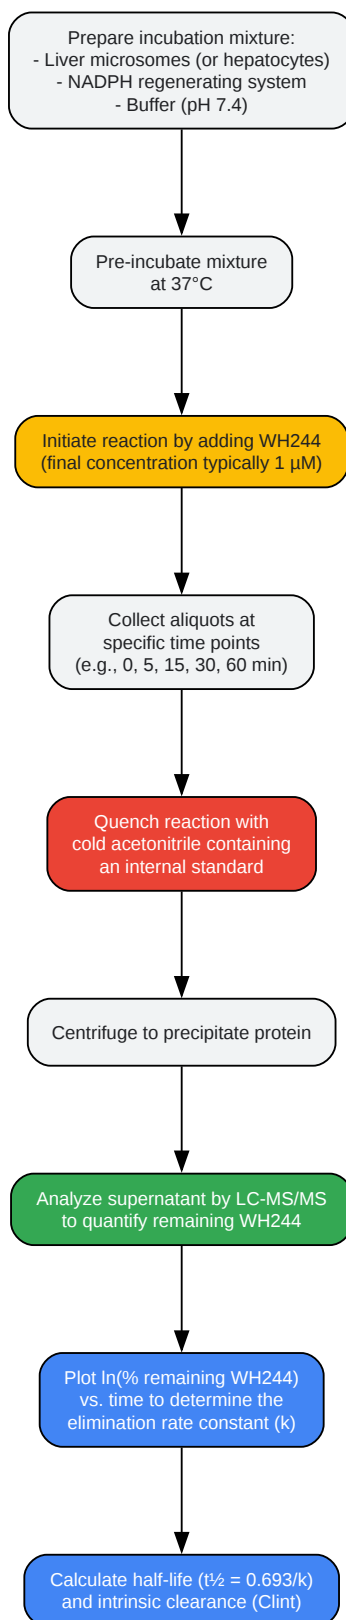 Prepare incubation mixture:
- Liver microsomes (or hepatocytes)
- NADPH regenerating system
- Buffer (pH 7.4)
Pre-incubate mixture
at 37°C
Initiate reaction by adding WH244
(final concentration typically 1 µM)
Collect aliquots at
specific time points
(e.g., 0, 5, 15, 30, 60 min)
Quench reaction with
cold acetonitrile containing
an internal standard
Centrifuge to precipitate protein
Analyze supernatant by LC-MS/MS
to quantify remaining WH244
Plot ln(% remaining WH244)
vs. time to determine the
elimination rate constant (k)
Calculate half-life (t½ = 0.693/k)
and intrinsic clearance (Clint)